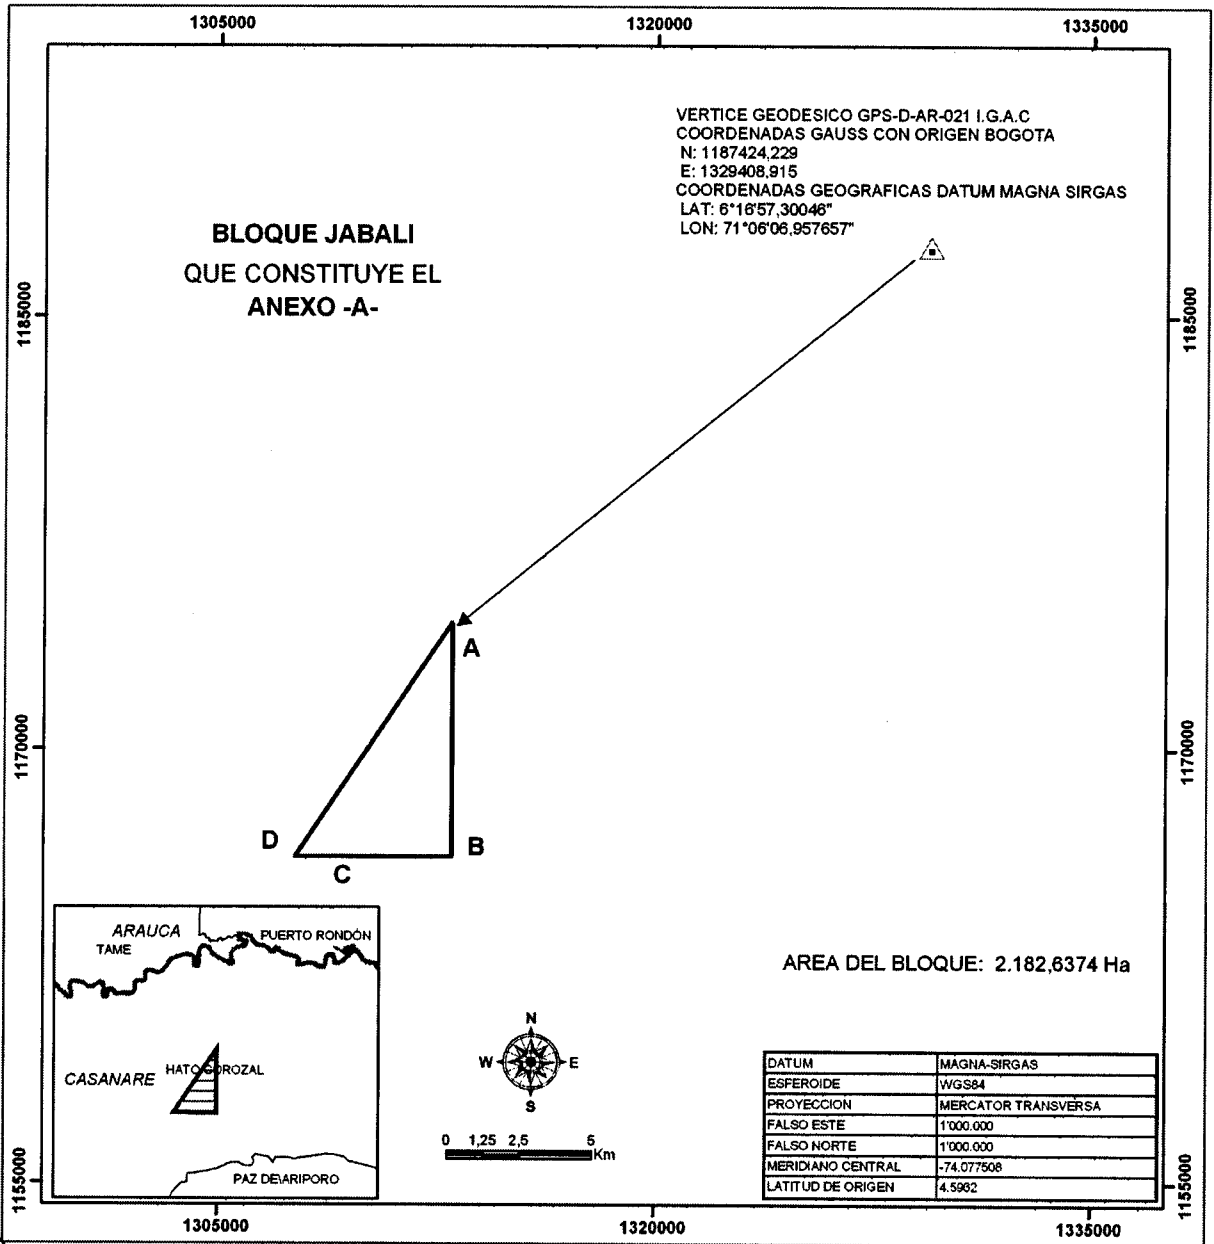 1305000 1320000 1335000
VERTICE GEODESICO GPS-D-AR-021 I.G.A.C
COORDENADAS GAUSS CON ORIGEN BOGOTA
N: 1187424,229
E: 1329408,915
COORDENADAS GEOGRAFICAS DATUM MAGNA SIRGAS
LAT: 6°16'57,30046"
LON: 71°06'06,957657"
BLOQUE JABALI
QUE CONSTITUYE EL
ANEXO -A-
1185000 1185000
A
1170000 1170000
D B
C
ARAUCA
TAME
PUERTO RONDÓN
CASANARE
HATO COROZAL
PAZ DE ARIPORO
AREA DEL BLOQUE: 2.182,6374 Ha
N
W E
S
0 1,25 2,5 5
Km
DATUM MAGNA-SIRGAS
ESFEROIDE WGS84
PROYECCION MERCATOR TRANSVERSA
FALSO ESTE 1'000.000
FALSO NORTE 1'000.000
MERIDIANO CENTRAL -74.077508
LATITUD DE ORIGEN 4.5962
1155000 1155000
1305000 1320000 1335000